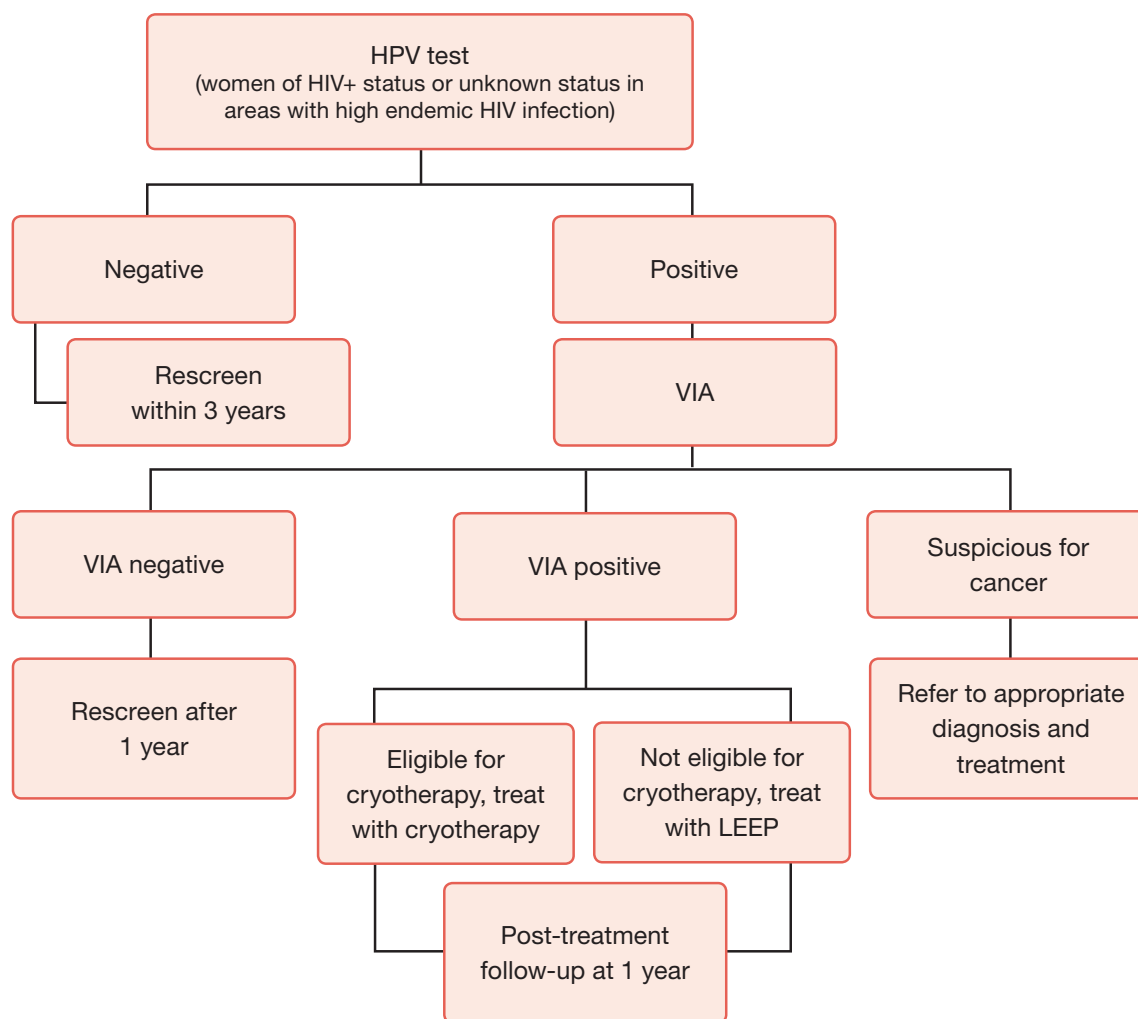 HPV test
(women of HIV+ status or unknown status in
areas with high endemic HIV infection)
Negative
Positive
Rescreen
within 3 years
VIA
VIA negative
VIA positive
Suspicious for
cancer
Rescreen after
1 year
Eligible for
cryotherapy, treat
with cryotherapy
Not eligible for
cryotherapy, treat
with LEEP
Refer to appropriate
diagnosis and
treatment
Post-treatment
follow-up at 1 year